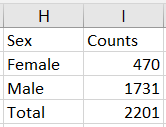 H I
Sex Counts
Female 470
Male 1731
Total 2201